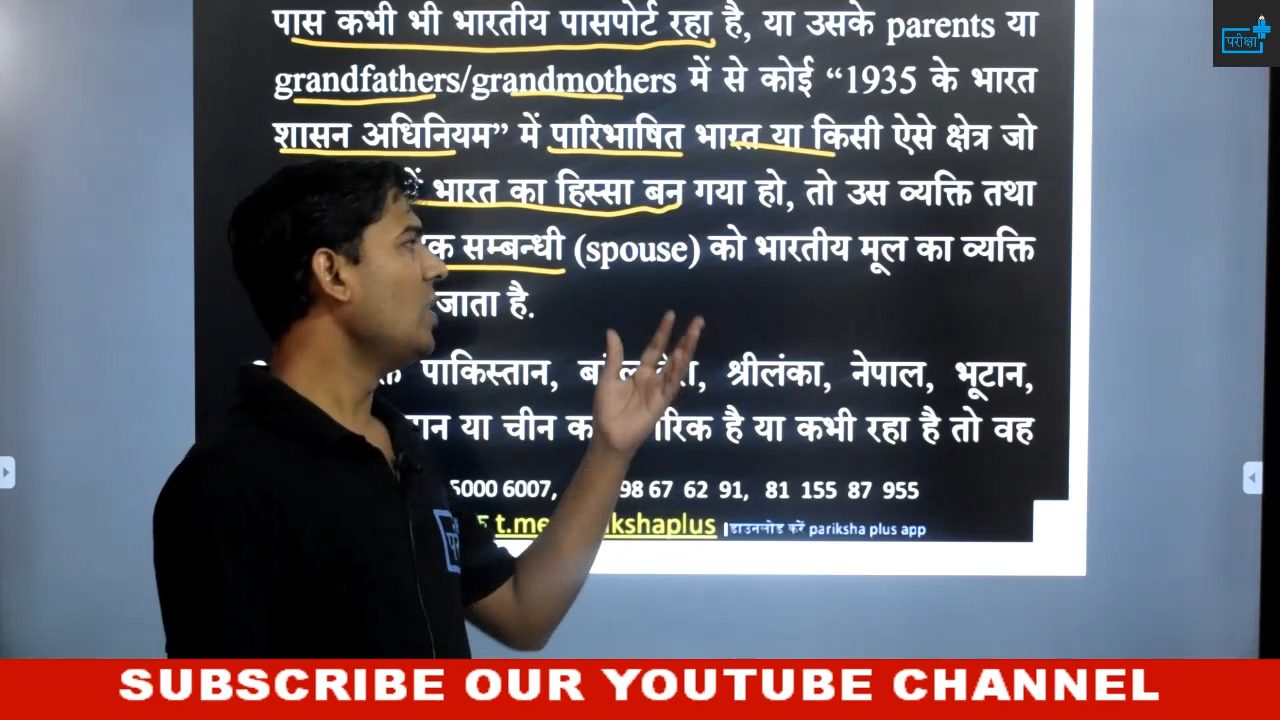 परीक्षा
पास कभी भी भारतीय पासपोर्ट रहा है, या उसके parents या
grandfathers/grandmothers में से कोई “1935 के भारत
शासन अधिनियम” में पारिभाषित भारत या किसी ऐसे क्षेत्र जो
में भारत का हिस्सा बन गया हो, तो उस व्यक्ति तथा
सम्बन्धी (spouse) को भारतीय मूल का व्यक्ति
जाता है.
पाकिस्तान, श्रीलंका, नेपाल, भूटान,
या चीन है या कभी रहा है तो वह
5000 6007, 98 67 62 91, 81 155 87 955
t.me kshaplus डाउनलोड करें pariksha plus app
SUBSCRIBE OUR YOUTUBE CHANNEL